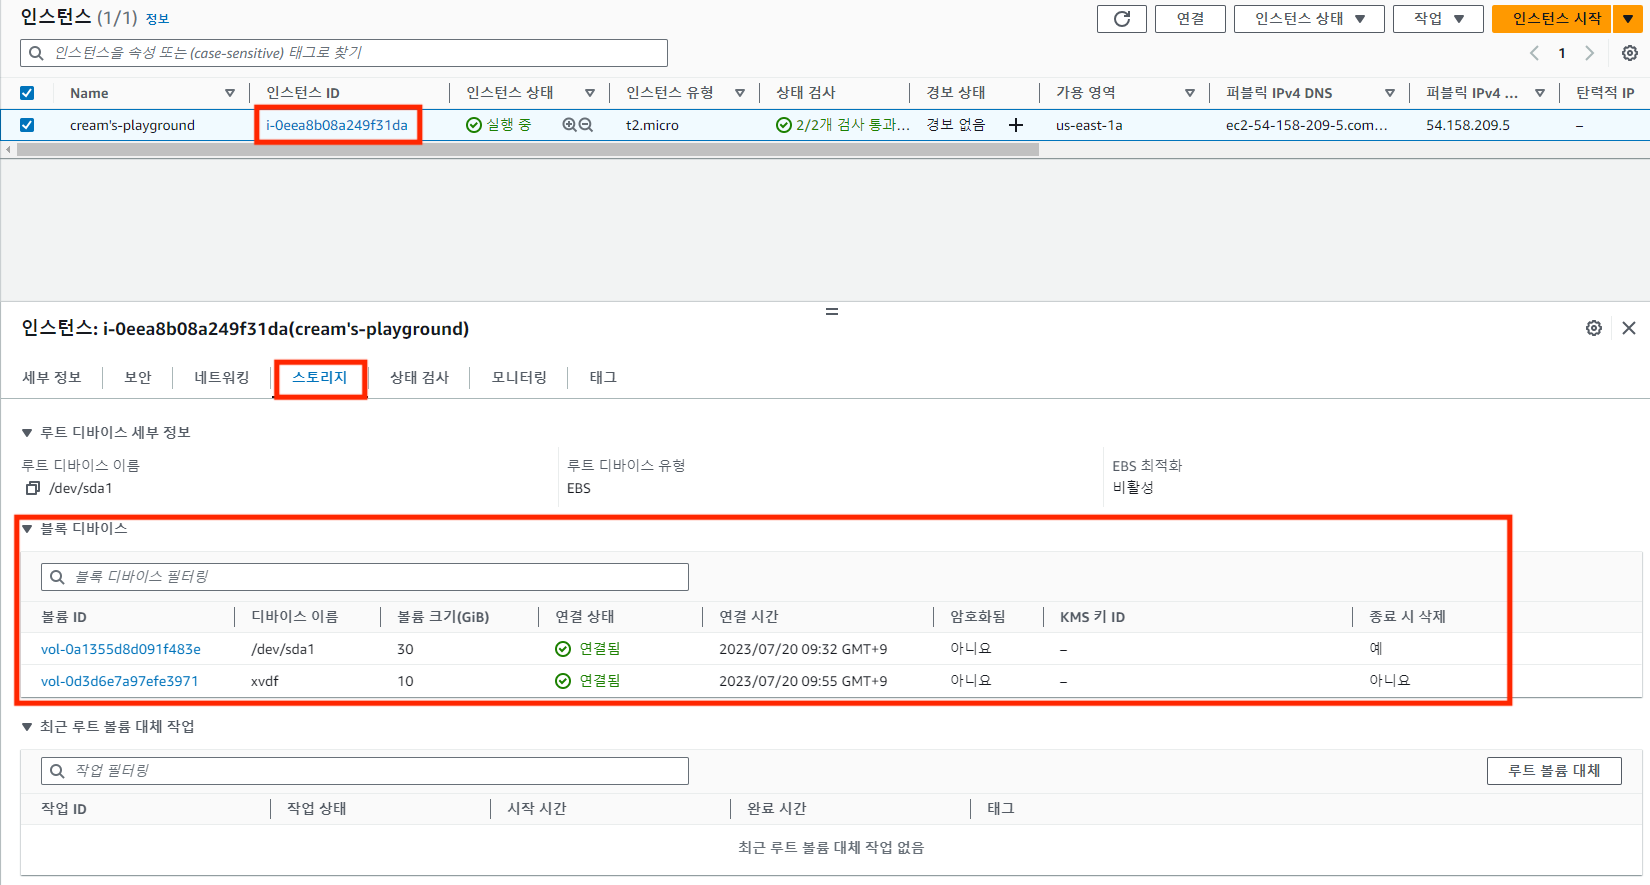 인스턴스 (1/1) 정보
연결 인스턴스 상태 작업 인스턴스 시작
인스턴스을 속성 또는 (case-sensitive) 태그로 찾기
1
Name 인스턴스 ID 인스턴스 상태 인스턴스 유형 상태 검사 경보 상태 가용 영역 퍼블릭 IPv4 DNS 퍼블릭 IPv4 ... 탄력적 IP
cream's-playground i-0eea8b08a249f31da 실행 중 t2.micro 2/2개 검사 통과... 경보 없음 + us-east-1a ec2-54-158-209-5.com... 54.158.209.5 –
인스턴스: i-0eea8b08a249f31da(cream's-playground)
세부 정보 보안 네트워킹 스토리지 상태 검사 모니터링 태그
루트 디바이스 세부 정보
루트 디바이스 이름 루트 디바이스 유형 EBS 최적화
/dev/sda1 EBS 비활성
블록 디바이스
블록 디바이스 필터링
볼륨 ID 디바이스 이름 볼륨 크기(GiB) 연결 상태 연결 시간 암호화됨 KMS 키 ID 종료 시 삭제
vol-0a1355d8d091f483e /dev/sda1 30 연결됨 2023/07/20 09:32 GMT+9 아니요 – 예
vol-0d3d6e7a97efe3971 xvdf 10 연결됨 2023/07/20 09:55 GMT+9 아니요 – 아니요
최근 루트 볼륨 대체 작업
작업 필터링 루트 볼륨 대체
작업 ID 작업 상태 시작 시간 완료 시간 태그
최근 루트 볼륨 대체 작업 없음